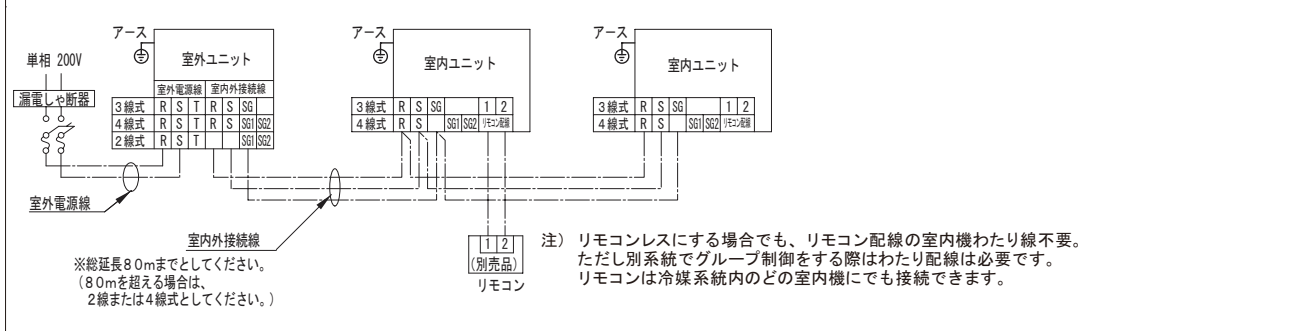 アース
アース
アース
単相 200V
室外ユニット
室内ユニット
室内ユニット
漏電しゃ断器
室外電源線 室内外接続線
3線式 R S T R S SG
4線式 R S T R S SG1 SG2
2線式 R S T SG1 SG2
3線式 R S SG 1 2
4線式 R S SG1 SG2 リモコン配線
3線式 R S SG 1 2
4線式 R S SG1 SG2 リモコン配線
室外電源線
室内外接続線
※総延長80mまでとしてください。
(80mを超える場合は、
2線または4線式としてください。)
1 2
(別売品)
リモコン
注) リモコンレスにする場合でも、リモコン配線の室内機わたり線不要。
ただし別系統でグループ制御をする際はわたり配線は必要です。
リモコンは冷媒系統内のどの室内機にでも接続できます。